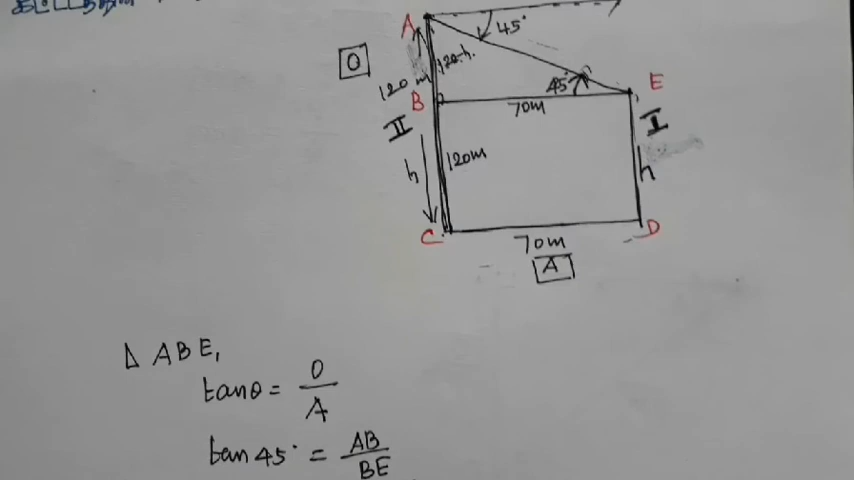 A
45°
O
120 m
120-h.
45°
E
B
70m
II
I
h
120m
h
C
70m
D
A
Δ ABE,
tanθ = O/A
tan 45° = AB/BE